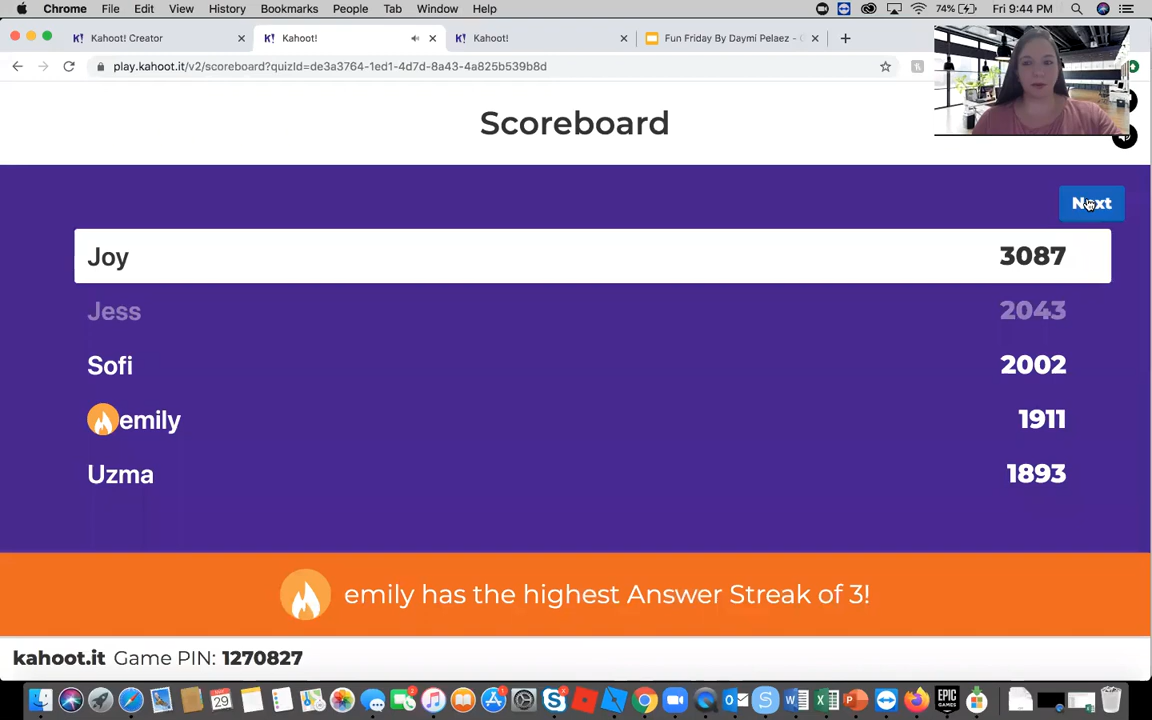 Chrome File Edit View History Bookmarks People Tab Window Help 74% Fri 9:44 PM
Kahoot! Creator Kahoot! Kahoot! Fun Friday By Daymi Pelaez -
play.kahoot.it/v2/scoreboard?quizId=de3a3764-1ed1-4d7d-8a43-4a825b539b8d
Scoreboard
Next
Joy 3087
Jess 2043
Sofi 2002
emily 1911
Uzma 1893
emily has the highest Answer Streak of 3!
kahoot.it Game PIN: 1270827